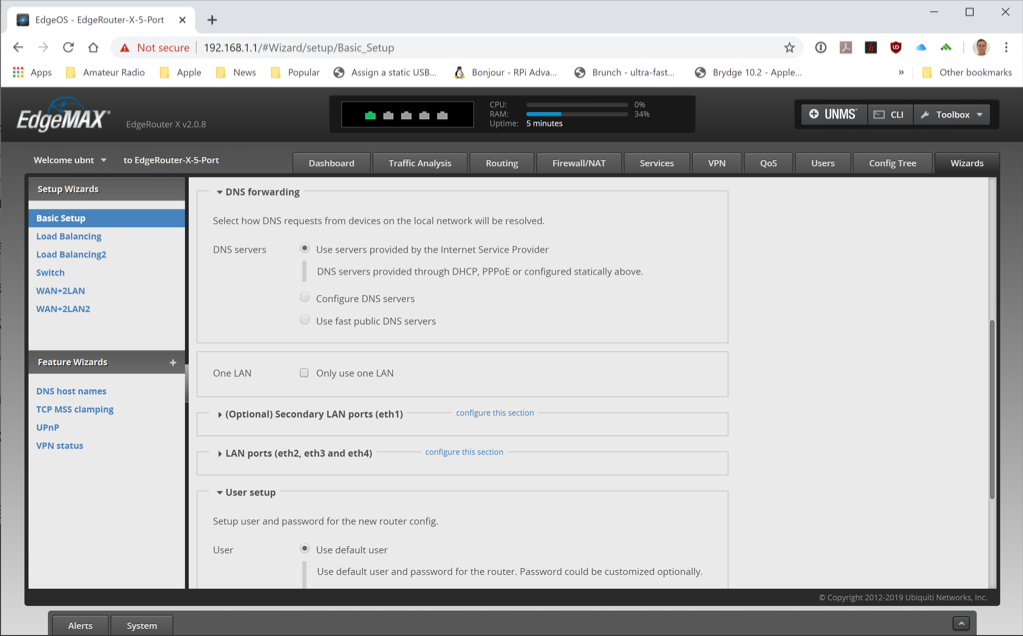 EdgeOS - EdgeRouter-X-5-Port
Not secure
192.168.1.1/#Wizard/setup/Basic_Setup
Apps
Amateur Radio
Apple
News
Popular
Assign a static USB...
Bonjour - RPi Adva...
Brunch - ultra-fast...
Brydge 10.2 - Apple...
»
Other bookmarks
EdgeMAX
EdgeRouter X v2.0.8
CPU: 0%
RAM: 34%
Uptime: 5 minutes
UNMS
CLI
Toolbox
Welcome ubnt
to EdgeRouter-X-5-Port
Dashboard
Traffic Analysis
Routing
Firewall/NAT
Services
VPN
QoS
Users
Config Tree
Wizards
Setup Wizards
Basic Setup
Load Balancing
Load Balancing2
Switch
WAN+2LAN
WAN+2LAN2
Feature Wizards +
DNS host names
TCP MSS clamping
UPnP
VPN status
DNS forwarding
Select how DNS requests from devices on the local network will be resolved.
DNS servers
Use servers provided by the Internet Service Provider
DNS servers provided through DHCP, PPPoE or configured statically above.
Configure DNS servers
Use fast public DNS servers
One LAN
Only use one LAN
(Optional) Secondary LAN ports (eth1)
configure this section
LAN ports (eth2, eth3 and eth4)
configure this section
User setup
Setup user and password for the new router config.
User
Use default user
Use default user and password for the router. Password could be customized optionally.
© Copyright 2012-2019 Ubiquiti Networks, Inc.
Alerts
System